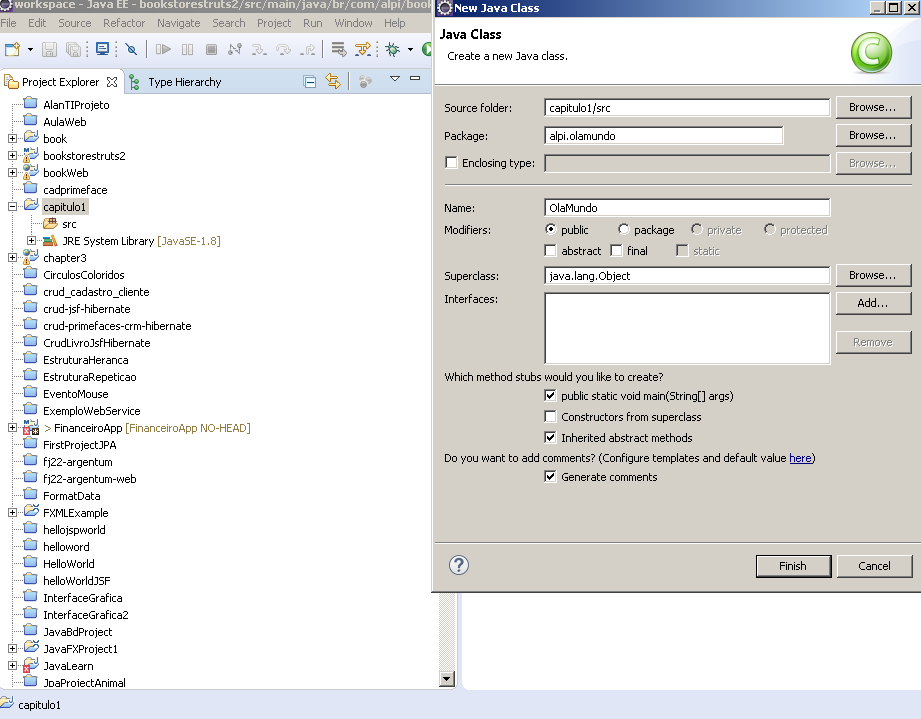 workspace - Java EE - bookstorestruts2/src/main/java/br/com/alpi/book
File Edit Source Refactor Navigate Search Project Run Window Help
Project Explorer
Type Hierarchy
AlanTIProjeto
AulaWeb
book
bookstorestruts2
bookWeb
cadprimeface
capitulo1
src
JRE System Library [JavaSE-1.8]
chapter3
CirculosColoridos
crud_cadastro_cliente
crud-jsf-hibernate
crud-primefaces-crm-hibernate
CrudLivroJsfHibernate
EstruturaHeranca
EstruturaRepeticao
EventoMouse
ExemploWebService
> FinanceiroApp [FinanceiroApp NO-HEAD]
FirstProjectJPA
fj22-argentum
fj22-argentum-web
FormatData
FXMLExample
hellojspworld
helloword
HelloWorld
helloWorldJSF
InterfaceGrafica
InterfaceGrafica2
JavaBdProject
JavaFXProject1
JavaLearn
JpaProjectAnimal
capitulo1
New Java Class
Java Class
Create a new Java class.
Source folder: capitulo1/src Browse...
Package: alpi.olamundo Browse...
Enclosing type: Browse...
Name: OlaMundo
Modifiers: public package private protected
abstract final static
Superclass: java.lang.Object Browse...
Interfaces: Add...
Remove
Which method stubs would you like to create?
public static void main(String[] args)
Constructors from superclass
Inherited abstract methods
Do you want to add comments? (Configure templates and default value here)
Generate comments
? Finish Cancel